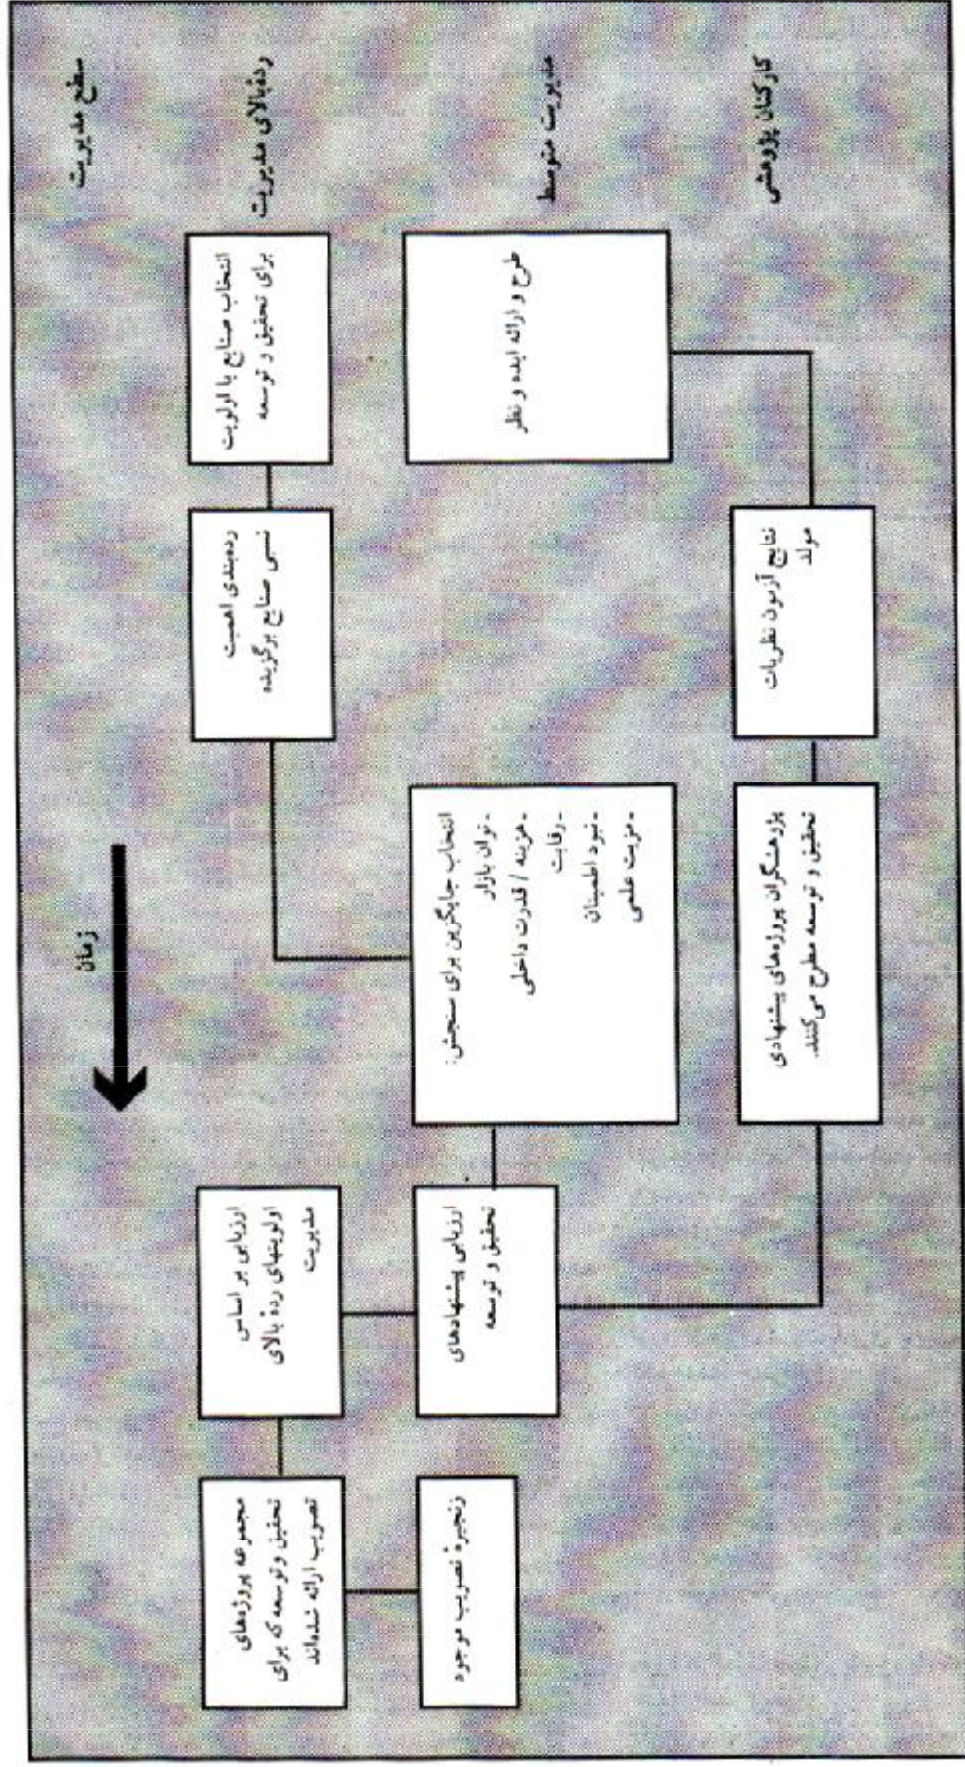 سطح مدیریت
زمان
رده‌بالای مدیریت
انتخاب صنایع با اولویت
برای تحقیق و توسعه
رده‌بندی اهمیت
نسبی صنایع برگزیده
ارزیابی بر اساس
اولویتهای ردهٔ بالای
مدیریت
مجموعه پروژه‌های
تحقیق و توسعه که برای
تصویب ارائه شده‌اند
مدیریت متوسط
طرح و ارائه ایده و نظر
انتخاب جایگزین برای سنجش:
- توان بازار
- هزینه / قدرت داخلی
- رقابت
- نبود اطمینان
- مزیت علمی
ارزیابی پیشنهادهای
تحقیق و توسعه
زنجیرهٔ تصویب موجود
کارکنان پژوهشی
نتایج آزمون نظریات
مولد
پژوهشگران پروژه‌های پیشنهادی
تحقیق و توسعه مطرح می‌کنند.